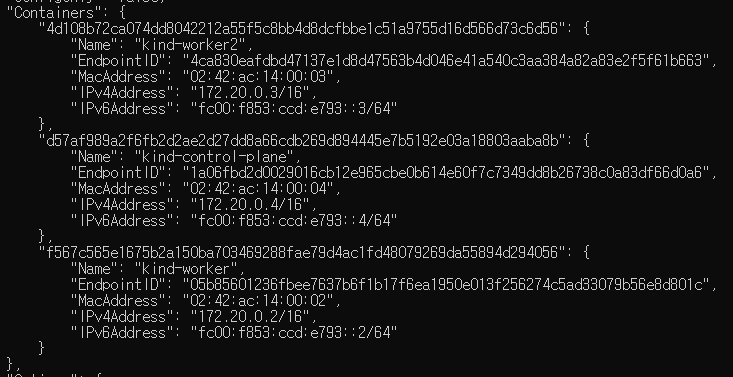 "Containers": {
"4d108b72ca074dd8042212a55f5c8bb4d8dcfbbe1c51a9755d16d566d73c6d56": {
"Name": "kind-worker2",
"EndpointID": "4ca830eafdbd47137e1d8d47563b4d046e41a540c3aa384a82a83e2f5f61b663",
"MacAddress": "02:42:ac:14:00:03",
"IPv4Address": "172.20.0.3/16",
"IPv6Address": "fc00:f853:ccd:e793::3/64"
},
"d57af989a2f6fb2d2ae2d27dd8a66cdb269d894445e7b5192e03a18803aaba8b": {
"Name": "kind-control-plane",
"EndpointID": "1a06fbd2d0029016cb12e965cbe0b614e60f7c7349dd8b26738c0a83df66d0a6",
"MacAddress": "02:42:ac:14:00:04",
"IPv4Address": "172.20.0.4/16",
"IPv6Address": "fc00:f853:ccd:e793::4/64"
},
"f567c565e1675b2a150ba703469288fae79d4ac1fd48079269da55894d294056": {
"Name": "kind-worker",
"EndpointID": "05b85601236fbee7637b6f1b17f6ea1950e013f256274c5ad33079b56e8d801c",
"MacAddress": "02:42:ac:14:00:02",
"IPv4Address": "172.20.0.2/16",
"IPv6Address": "fc00:f853:ccd:e793::2/64"
}
},